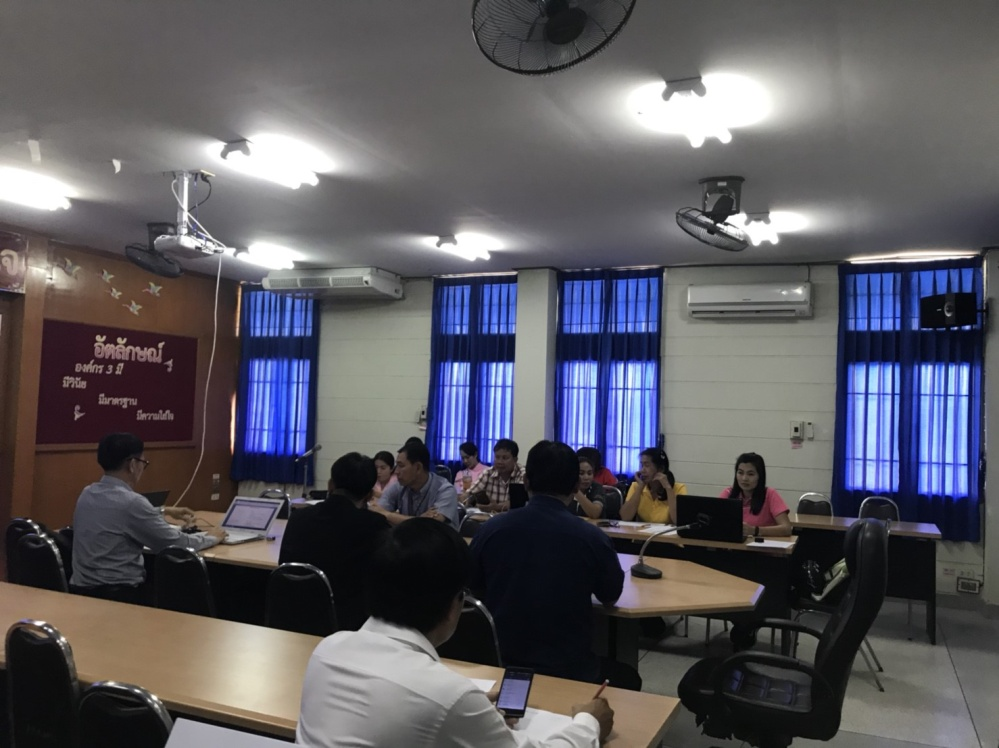 อัตลักษณ์
องค์กร 3 มี
มีวินัย
มีมาตรฐาน
มีความใส่ใจ